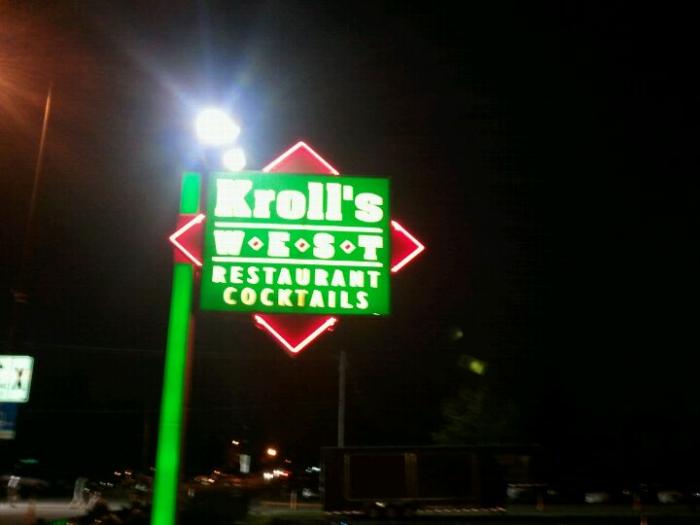 Kroll's
W·E·S·T
RESTAURANT
COCKTAILS